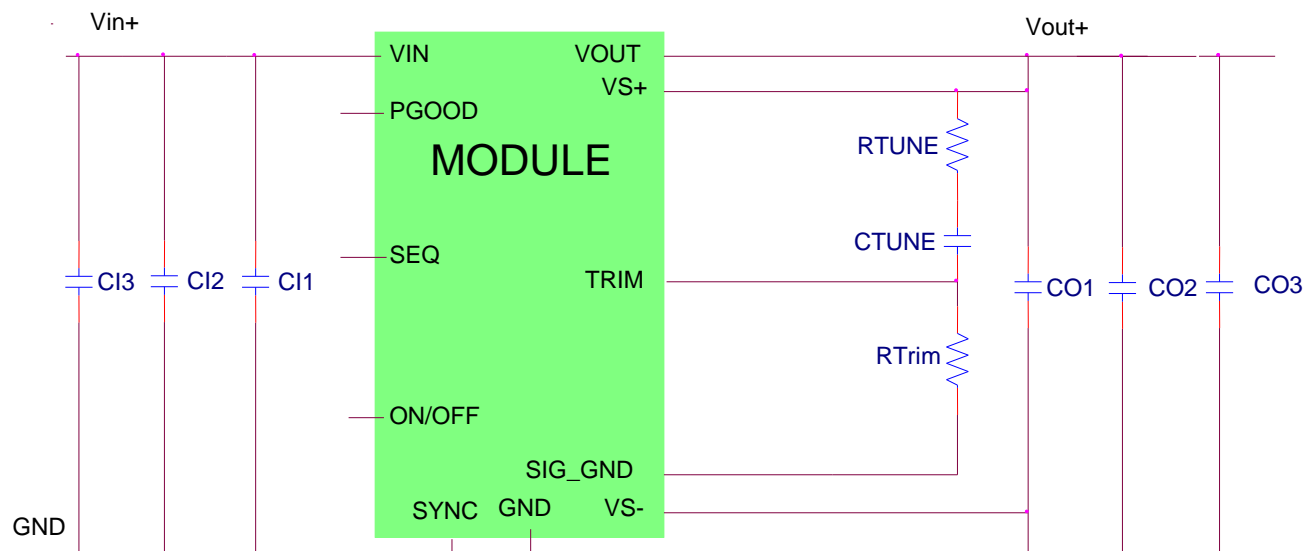 Vin+
Vout+
VIN
VOUT
VS+
PGOOD
RTUNE
MODULE
CTUNE
SEQ
TRIM
CI3
CI2
CI1
CO1
CO2
CO3
RTrim
ON/OFF
SIG_GND
SYNC
GND
VS-
GND